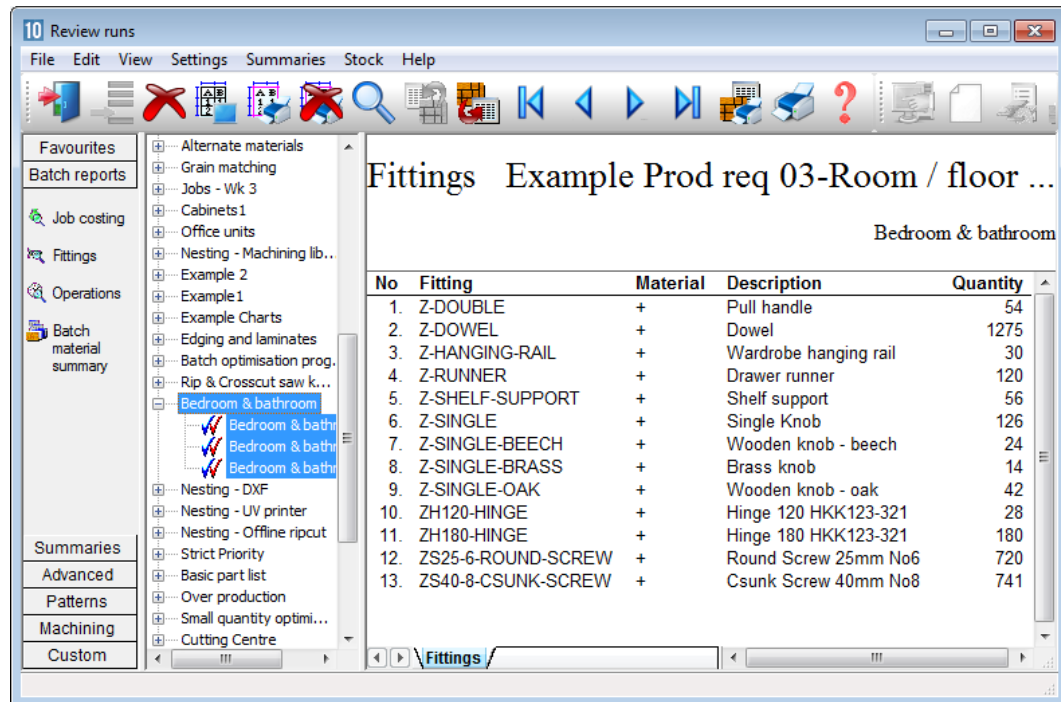 10 Review runs
File Edit View Settings Summaries Stock Help
Favourites
Batch reports
Job costing
Fittings
Operations
Batch
material
summary
Summaries
Advanced
Patterns
Machining
Custom
Alternate materials
Grain matching
Jobs - Wk 3
Cabinets1
Office units
Nesting - Machining lib...
Example 2
Example1
Example Charts
Edging and laminates
Batch optimisation prog.
Rip & Crosscut saw k...
Bedroom & bathroom
Bedroom & bathr
Bedroom & bathr
Bedroom & bathr
Nesting - DXF
Nesting - UV printer
Nesting - Offline ripcut
Strict Priority
Basic part list
Over production
Small quantity optimi...
Cutting Centre
Fittings Example Prod req 03-Room / floor ...
Bedroom & bathroom
No Fitting Material Description Quantity
1. Z-DOUBLE + Pull handle 54
2. Z-DOWEL + Dowel 1275
3. Z-HANGING-RAIL + Wardrobe hanging rail 30
4. Z-RUNNER + Drawer runner 120
5. Z-SHELF-SUPPORT + Shelf support 56
6. Z-SINGLE + Single Knob 126
7. Z-SINGLE-BEECH + Wooden knob - beech 24
8. Z-SINGLE-BRASS + Brass knob 14
9. Z-SINGLE-OAK + Wooden knob - oak 42
10. ZH120-HINGE + Hinge 120 HKK123-321 28
11. ZH180-HINGE + Hinge 180 HKK123-321 180
12. ZS25-6-ROUND-SCREW + Round Screw 25mm No6 720
13. ZS40-8-CSUNK-SCREW + Csunk Screw 40mm No8 741
Fittings